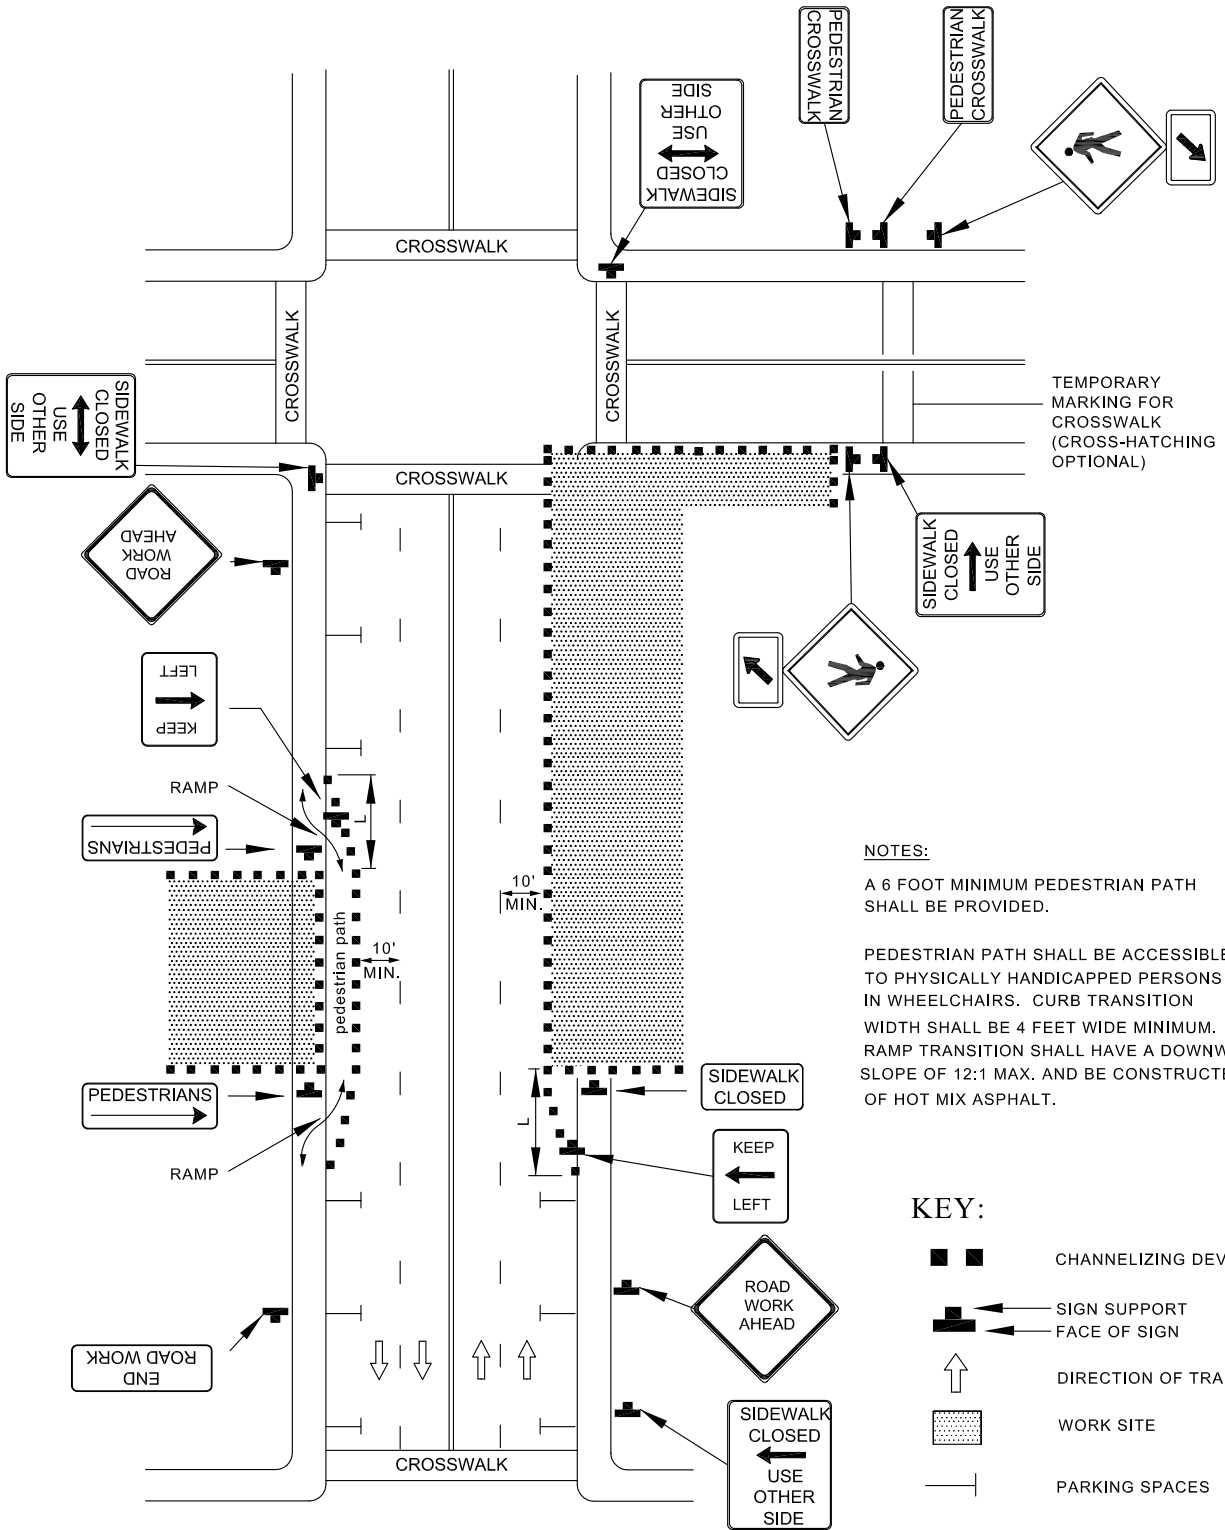 PEDESTRIAN
CROSSWALK
PEDESTRIAN
CROSSWALK
SIDEWALK
CLOSED
USE
OTHER
SIDE
CROSSWALK
CROSSWALK
CROSSWALK
SIDEWALK
CLOSED
USE
OTHER
SIDE
TEMPORARY
MARKING FOR
CROSSWALK
(CROSS-HATCHING
OPTIONAL)
CROSSWALK
ROAD
WORK
AHEAD
SIDEWALK
CLOSED
USE
OTHER
SIDE
KEEP
LEFT
RAMP
L
PEDESTRIANS
10'
MIN.
pedestrian path
10'
MIN.
NOTES:
A 6 FOOT MINIMUM PEDESTRIAN PATH
SHALL BE PROVIDED.
PEDESTRIAN PATH SHALL BE ACCESSIBLE
TO PHYSICALLY HANDICAPPED PERSONS
IN WHEELCHAIRS. CURB TRANSITION
WIDTH SHALL BE 4 FEET WIDE MINIMUM.
RAMP TRANSITION SHALL HAVE A DOWNW
SLOPE OF 12:1 MAX. AND BE CONSTRUCTE
OF HOT MIX ASPHALT.
PEDESTRIANS
SIDEWALK
CLOSED
L
RAMP
KEEP
LEFT
ROAD
WORK
AHEAD
END
ROAD WORK
SIDEWALK
CLOSED
USE
OTHER
SIDE
CROSSWALK
KEY:
CHANNELIZING DEV
SIGN SUPPORT
FACE OF SIGN
DIRECTION OF TRA
WORK SITE
PARKING SPACES